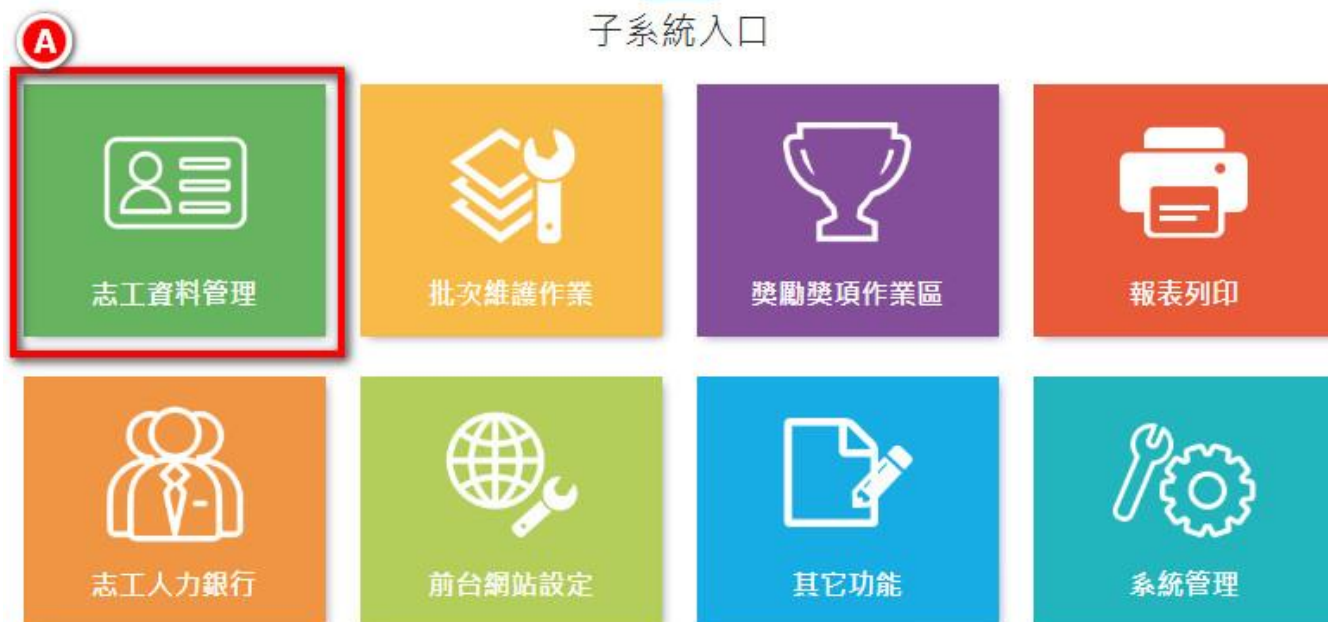 A
子系統入口
志工資料管理
批次維護作業
獎勵獎項作業區
報表列印
志工人力銀行
前台網站設定
其它功能
系統管理